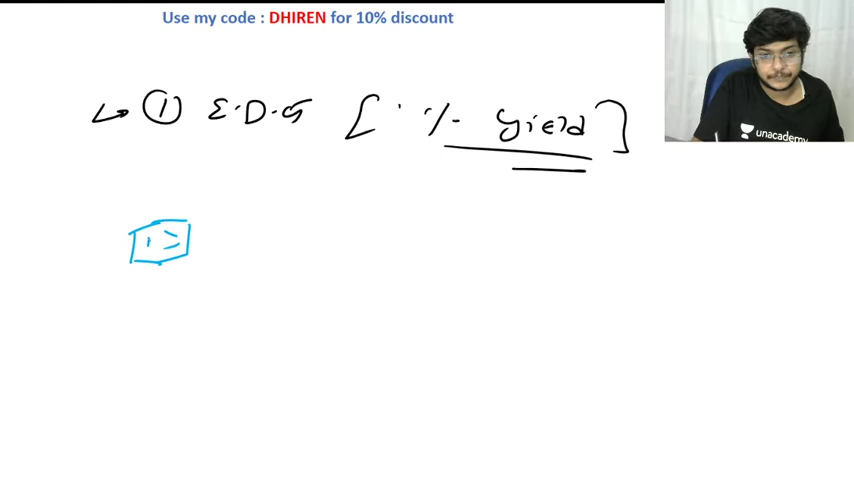 Use my code : DHIREN for 10% discount
① E.D.G [ % yield ]
unacademy